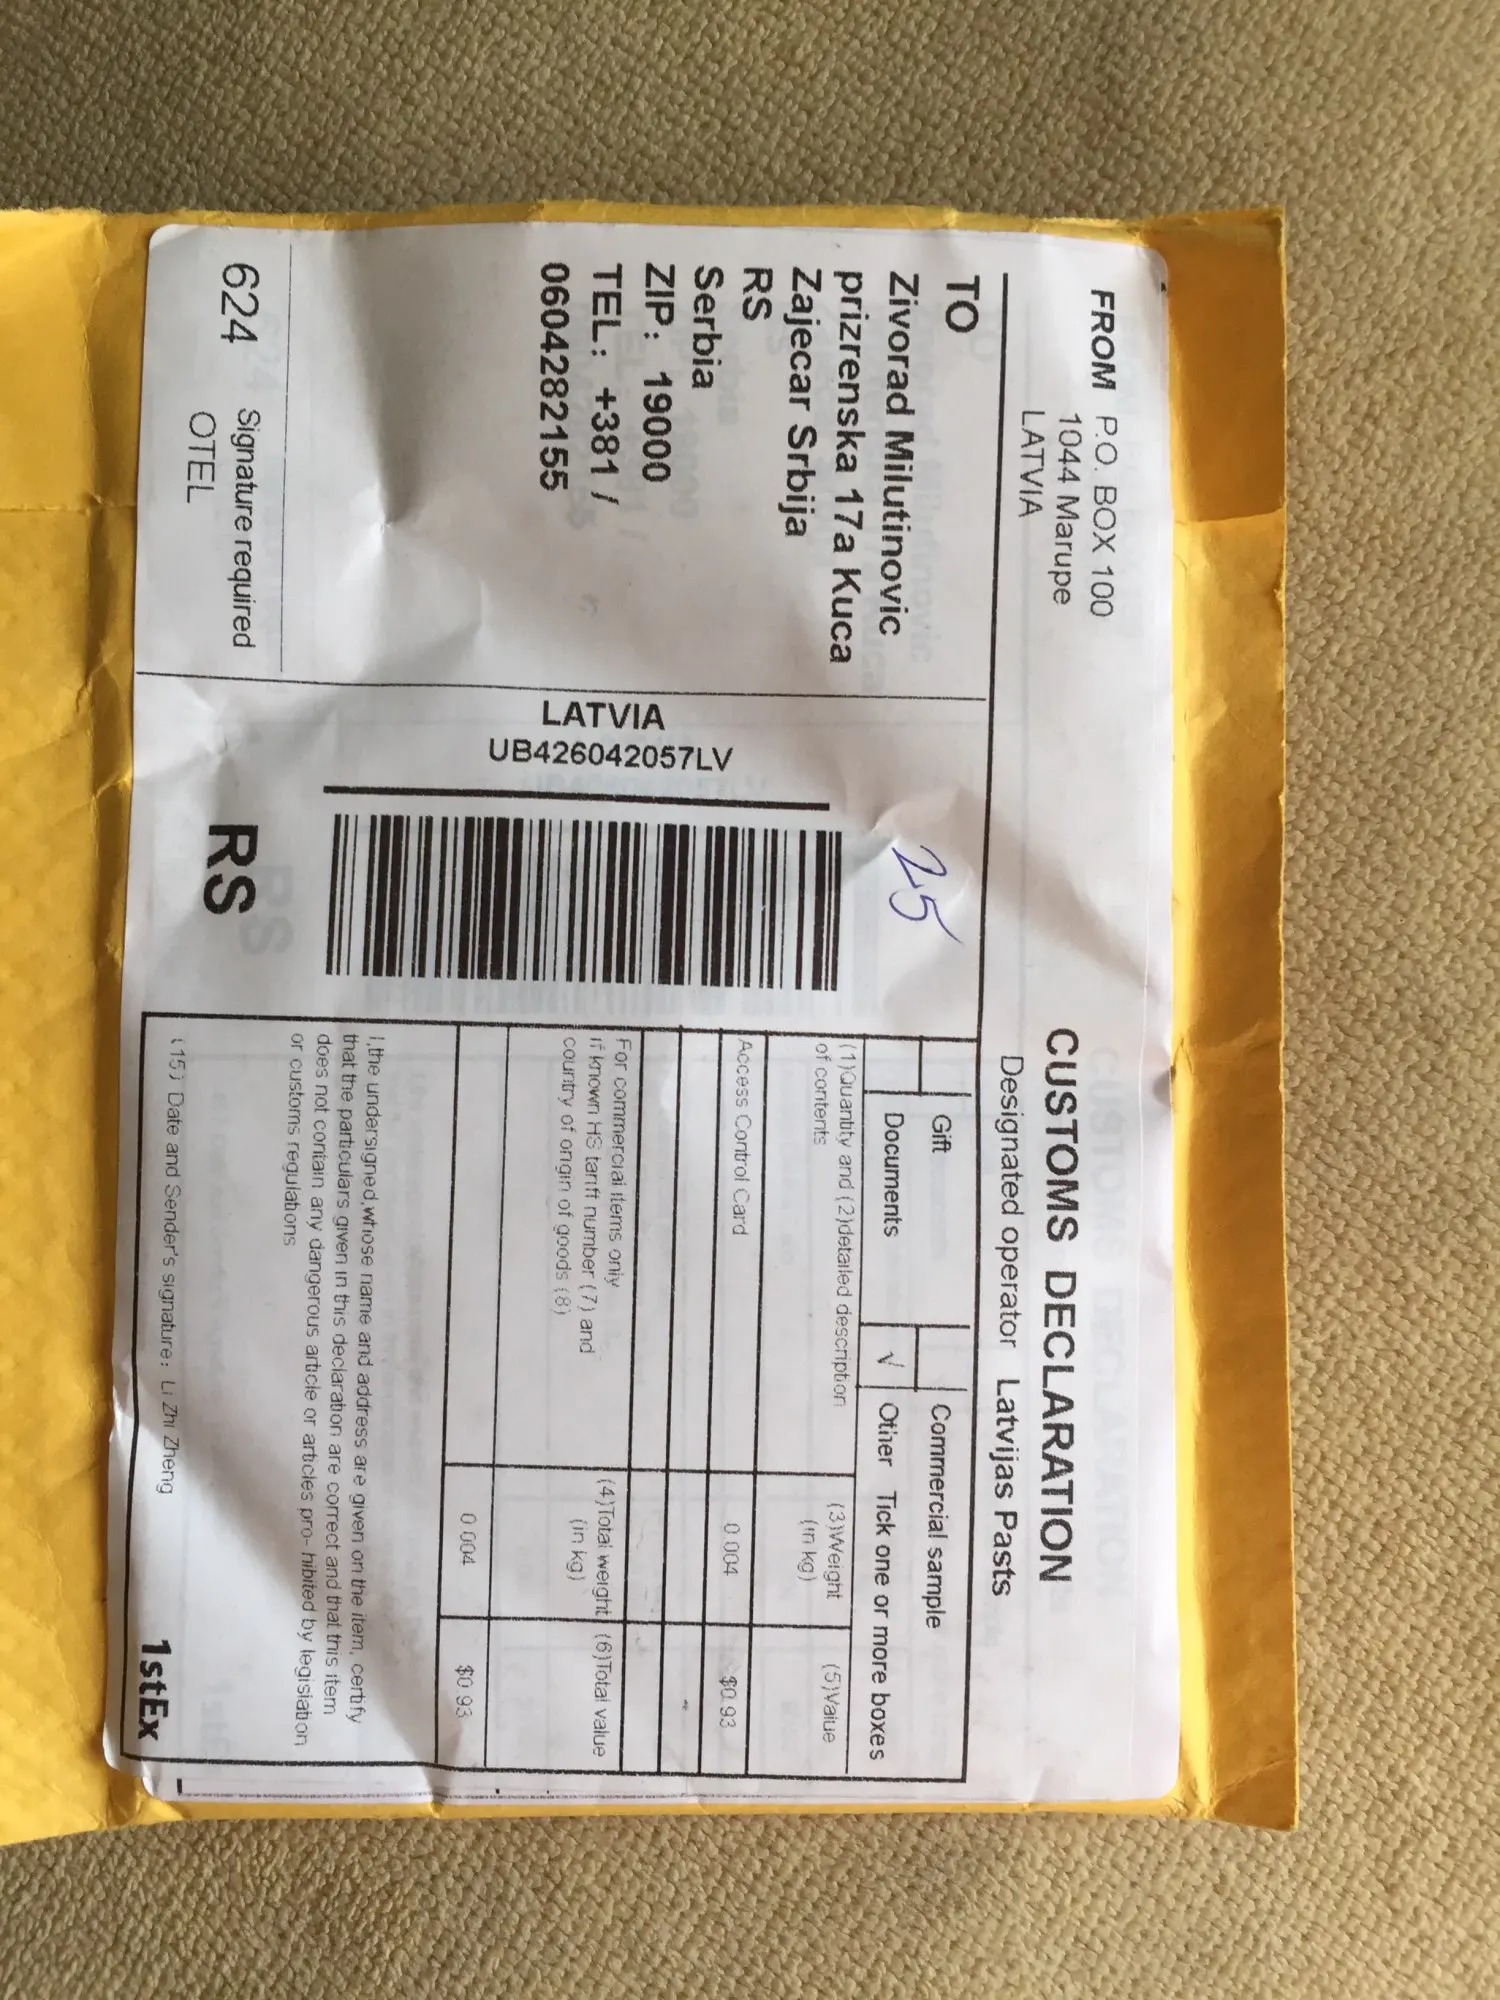 FROM P.O. BOX 100
1044 Marupe
LATVIA
CUSTOMS DECLARATION
Designated operator Latvijas Pasts
TO
Zivorad Milutinovic
prizrenska 17a Kuca
Zajecar Srbija
RS
Serbia
ZIP: 19000
TEL: +381 /
0604282155
624 Signature required
OTEL
25
LATVIA
UB426042057LV
RS
Gift Commercial sample
Documents √ Other Tick one or more boxes
(1)Quantity and (2)detailed description of contents
(3)Weight (in kg)
(5)Value
Access Control Card 0.004 $0.93
For commercial items only
If known HS tariff number (7) and
country of origin of goods (8)
(4)Total weight (in kg)
(6)Total value
0.004 $0.93
I,the undersigned,whose name and address are given on the item, certify
that the particulars given in this declaration are correct and that this item
does not contain any dangerous article or articles pro- hibited by legislation
or customs regulations
(15) Date and Sender's signature: Li Zhi Zheng
1stEx